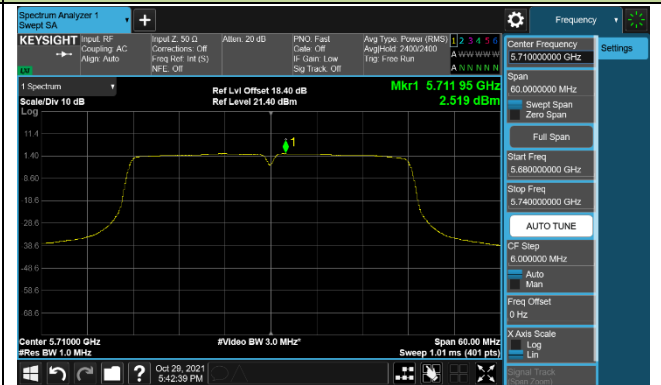 Spectrum Analyzer 1
Swept SA
Frequency
KEYSIGHT
Input: RF
Coupling: AC
Align: Auto
Input Z: 50 Ω
Corrections: Off
Freq Ref: Int (S)
NFE: Off
Atten: 20 dB
PNO: Fast
Gate: Off
IF Gain: Low
Sig Track: Off
Avg Type: Power (RMS)
Avg|Hold: 2400/2400
Trig: Free Run
1 2 3 4 5 6
A W W W W W
A N N N N N
LW
1 Spectrum
Scale/Div 10 dB
Log
Ref Lvl Offset 18.40 dB
Ref Level 21.40 dBm
Mkr1 5.711 95 GHz
2.519 dBm
1
11.4
1.40
-8.60
-18.6
-28.6
-38.6
-48.6
-58.6
-68.6
Center 5.71000 GHz
#Res BW 1.0 MHz
#Video BW 3.0 MHz*
Span 60.00 MHz
Sweep 1.01 ms (401 pts)
Oct 29, 2021
5:42:39 PM
Center Frequency
5.710000000 GHz
Settings
Span
60.0000000 MHz
Swept Span
Zero Span
Full Span
Start Freq
5.680000000 GHz
Stop Freq
5.740000000 GHz
AUTO TUNE
CF Step
6.000000 MHz
Auto
Man
Freq Offset
0 Hz
X Axis Scale
Log
Lin
Signal Track
(Span Zoom)